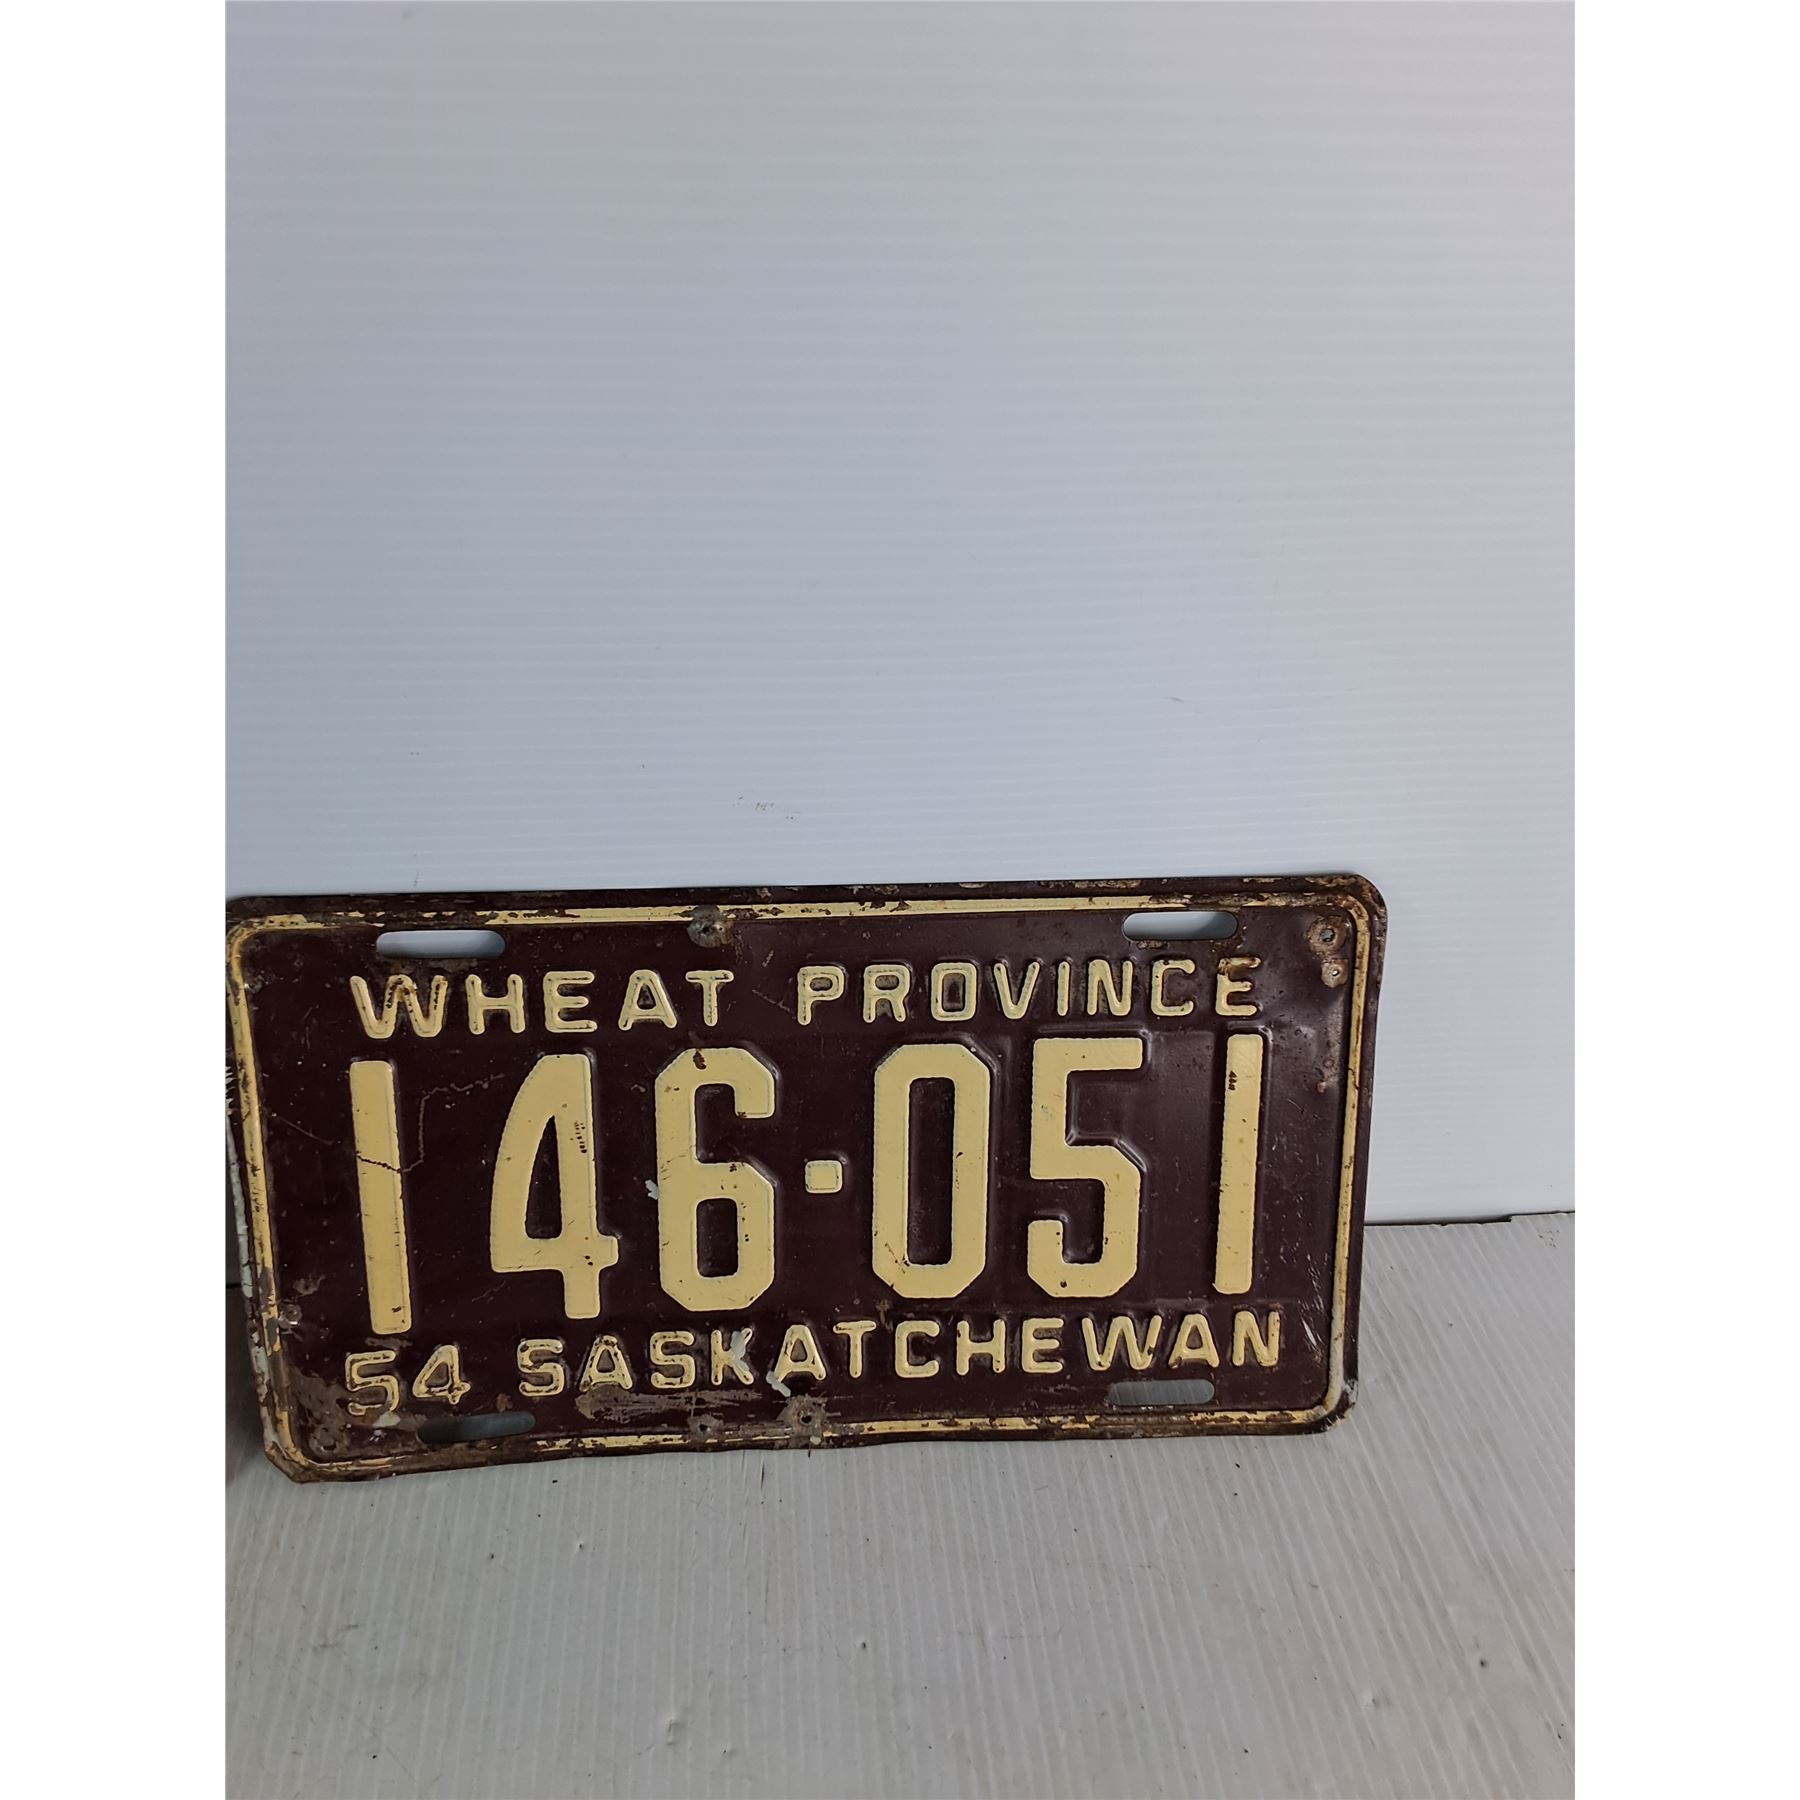 WHEAT PROVINCE
146·051
54 SASKATCHEWAN